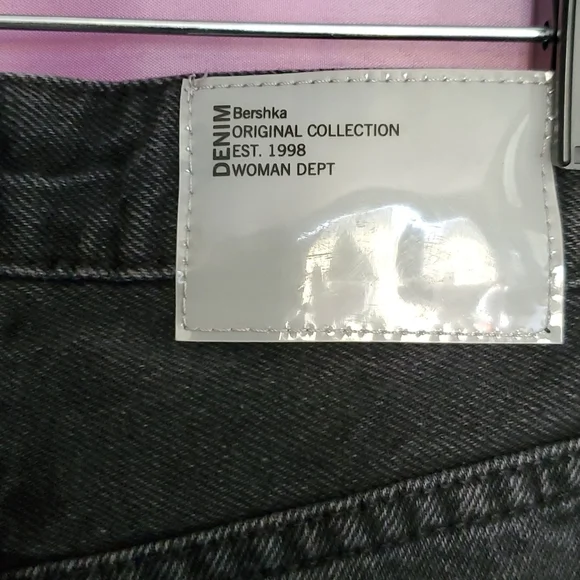 DENIM
Bershka
ORIGINAL COLLECTION
EST. 1998
WOMAN DEPT